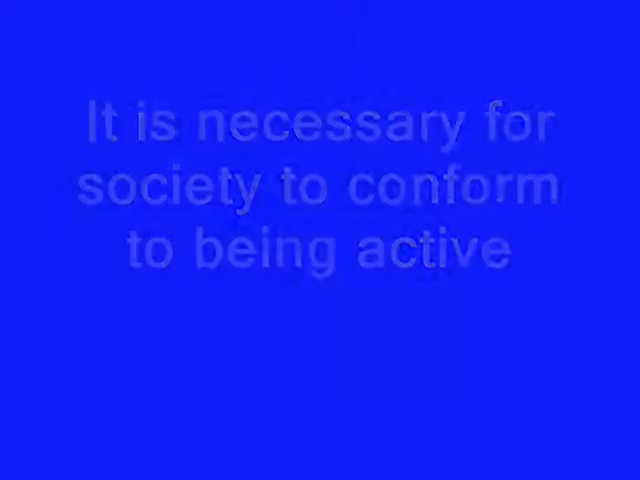 It is necessary for
society to conform
to being active